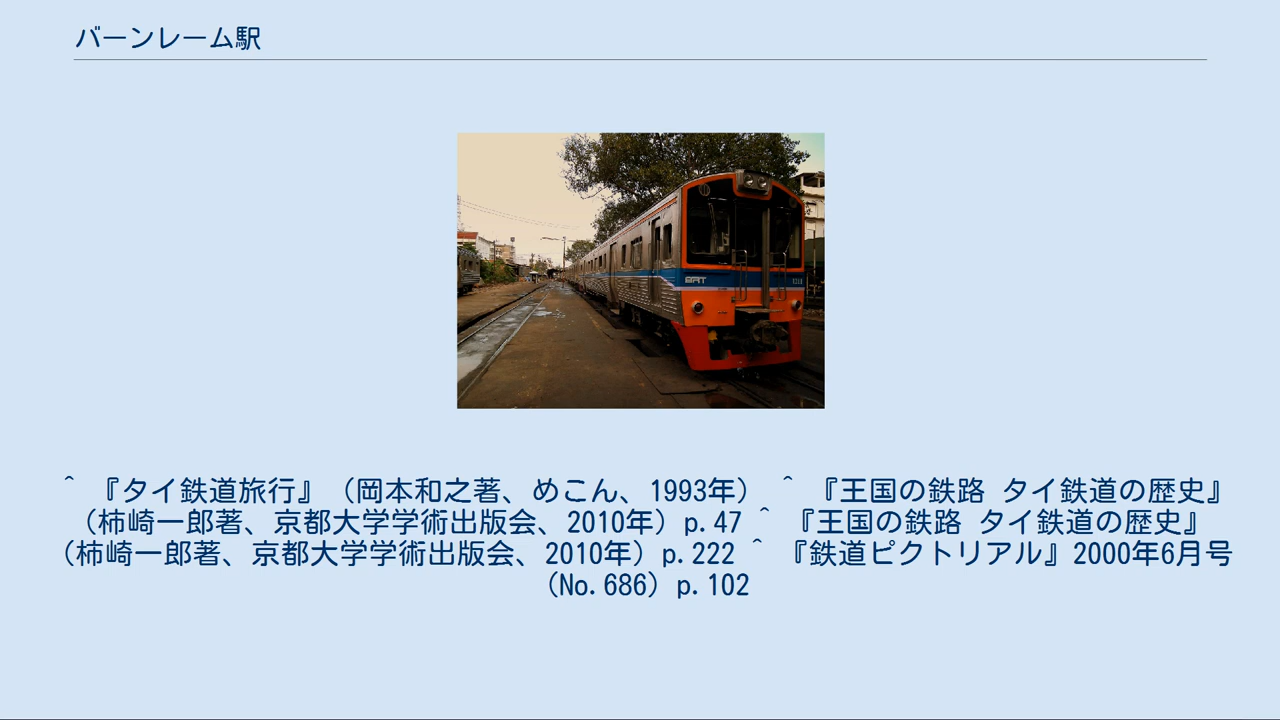 バーンレーム駅
SRT
^ 『タイ鉄道旅行』（岡本和之著、めこん、1993年） ^ 『王国の鉄路 タイ鉄道の歴史』
（柿崎一郎著、京都大学学術出版会、2010年）p.47 ^ 『王国の鉄路 タイ鉄道の歴史』
（柿崎一郎著、京都大学学術出版会、2010年）p.222 ^ 『鉄道ピクトリアル』2000年6月号
（No.686）p.102